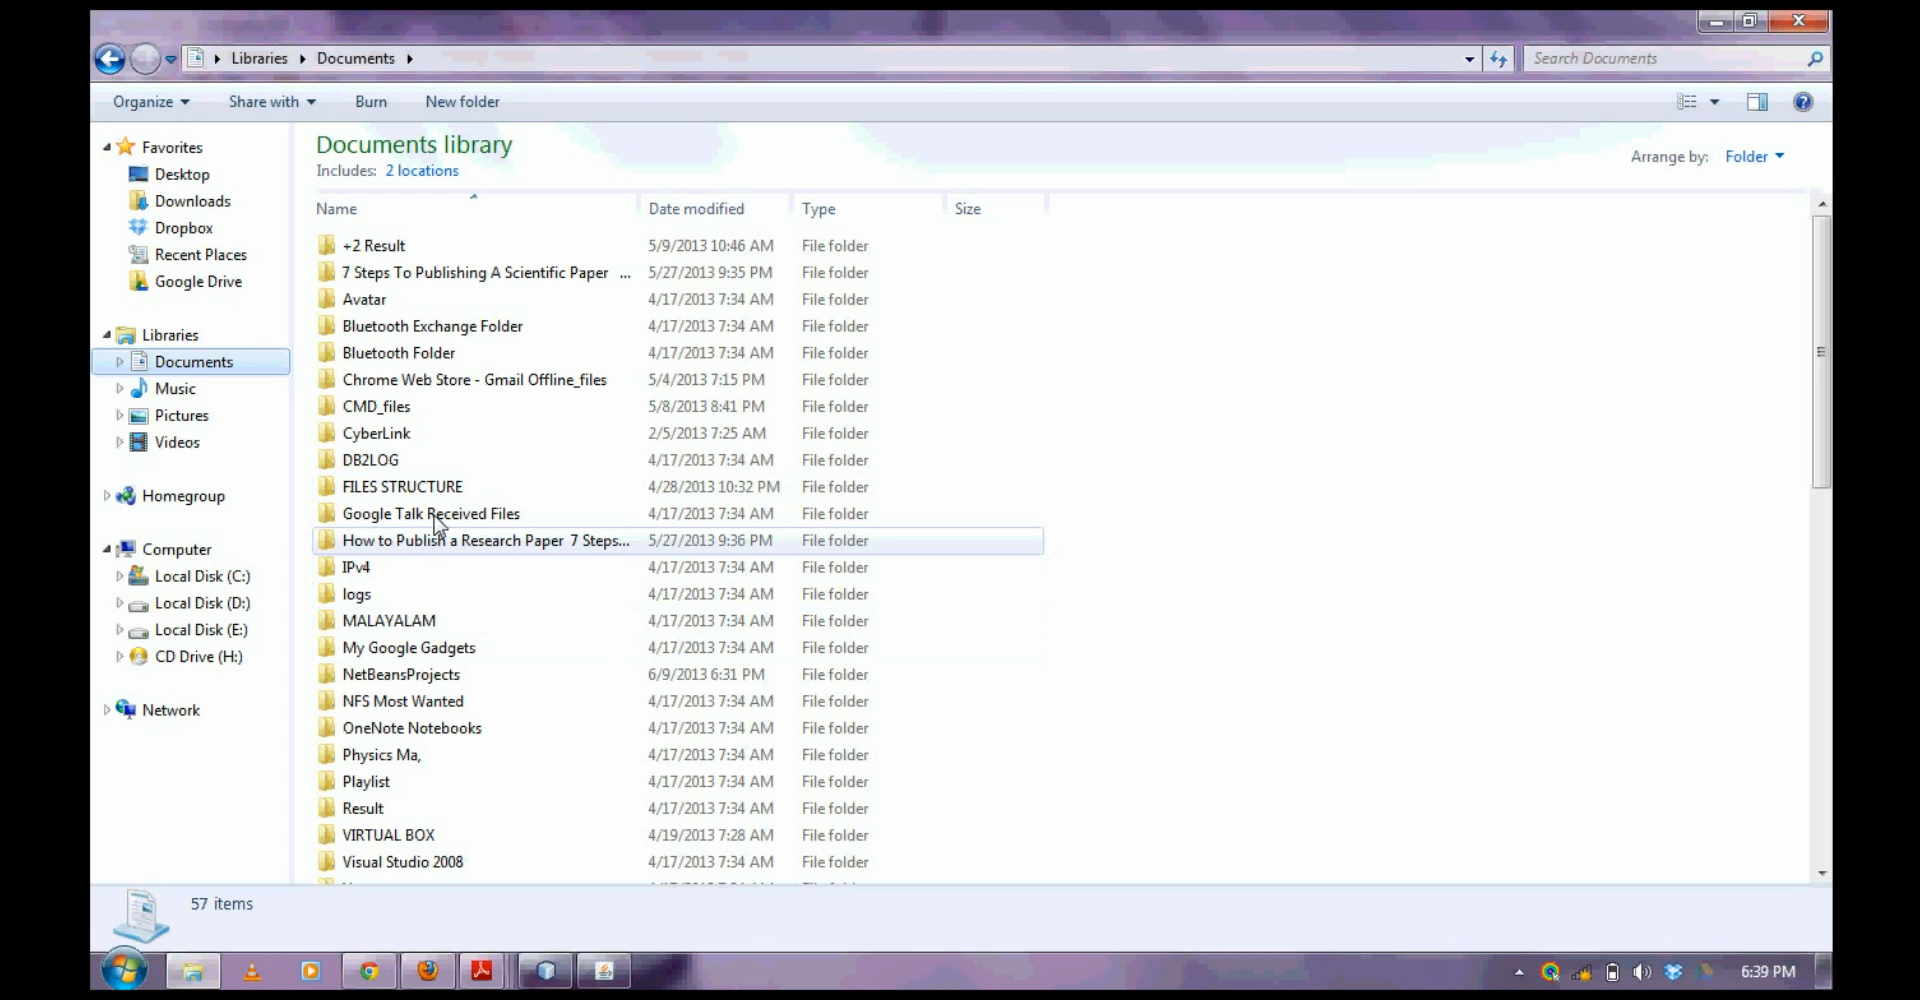 Libraries Documents
Search Documents
Organize Share with Burn New folder
Documents library
Includes: 2 locations
Arrange by: Folder
Name Date modified Type Size
Favorites
Desktop
Downloads
Dropbox
Recent Places
Google Drive
Libraries
Documents
Music
Pictures
Videos
Homegroup
Computer
Local Disk (C:)
Local Disk (D:)
Local Disk (E:)
CD Drive (H:)
Network
+2 Result 5/9/2013 10:46 AM File folder
7 Steps To Publishing A Scientific Paper ... 5/27/2013 9:35 PM File folder
Avatar 4/17/2013 7:34 AM File folder
Bluetooth Exchange Folder 4/17/2013 7:34 AM File folder
Bluetooth Folder 4/17/2013 7:34 AM File folder
Chrome Web Store - Gmail Offline_files 5/4/2013 7:15 PM File folder
CMD_files 5/8/2013 8:41 PM File folder
CyberLink 2/5/2013 7:25 AM File folder
DB2LOG 4/17/2013 7:34 AM File folder
FILES STRUCTURE 4/28/2013 10:32 PM File folder
Google Talk Received Files 4/17/2013 7:34 AM File folder
How to Publish a Research Paper 7 Steps... 5/27/2013 9:36 PM File folder
IPv4 4/17/2013 7:34 AM File folder
logs 4/17/2013 7:34 AM File folder
MALAYALAM 4/17/2013 7:34 AM File folder
My Google Gadgets 4/17/2013 7:34 AM File folder
NetBeansProjects 6/9/2013 6:31 PM File folder
NFS Most Wanted 4/17/2013 7:34 AM File folder
OneNote Notebooks 4/17/2013 7:34 AM File folder
Physics Ma, 4/17/2013 7:34 AM File folder
Playlist 4/17/2013 7:34 AM File folder
Result 4/17/2013 7:34 AM File folder
VIRTUAL BOX 4/19/2013 7:28 AM File folder
Visual Studio 2008 4/17/2013 7:34 AM File folder
57 items
6:39 PM